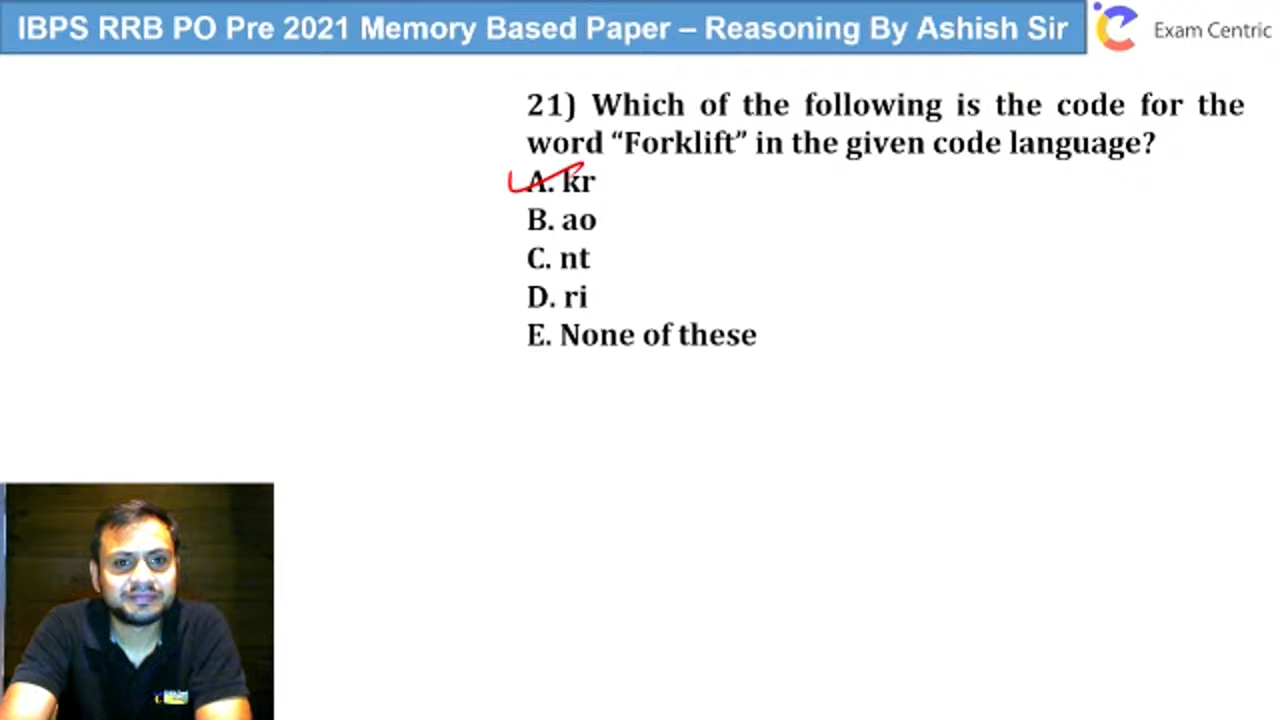 IBPS RRB PO Pre 2021 Memory Based Paper – Reasoning By Ashish Sir
Exam Centric
21) Which of the following is the code for the
word “Forklift” in the given code language?
A. kr
B. ao
C. nt
D. ri
E. None of these